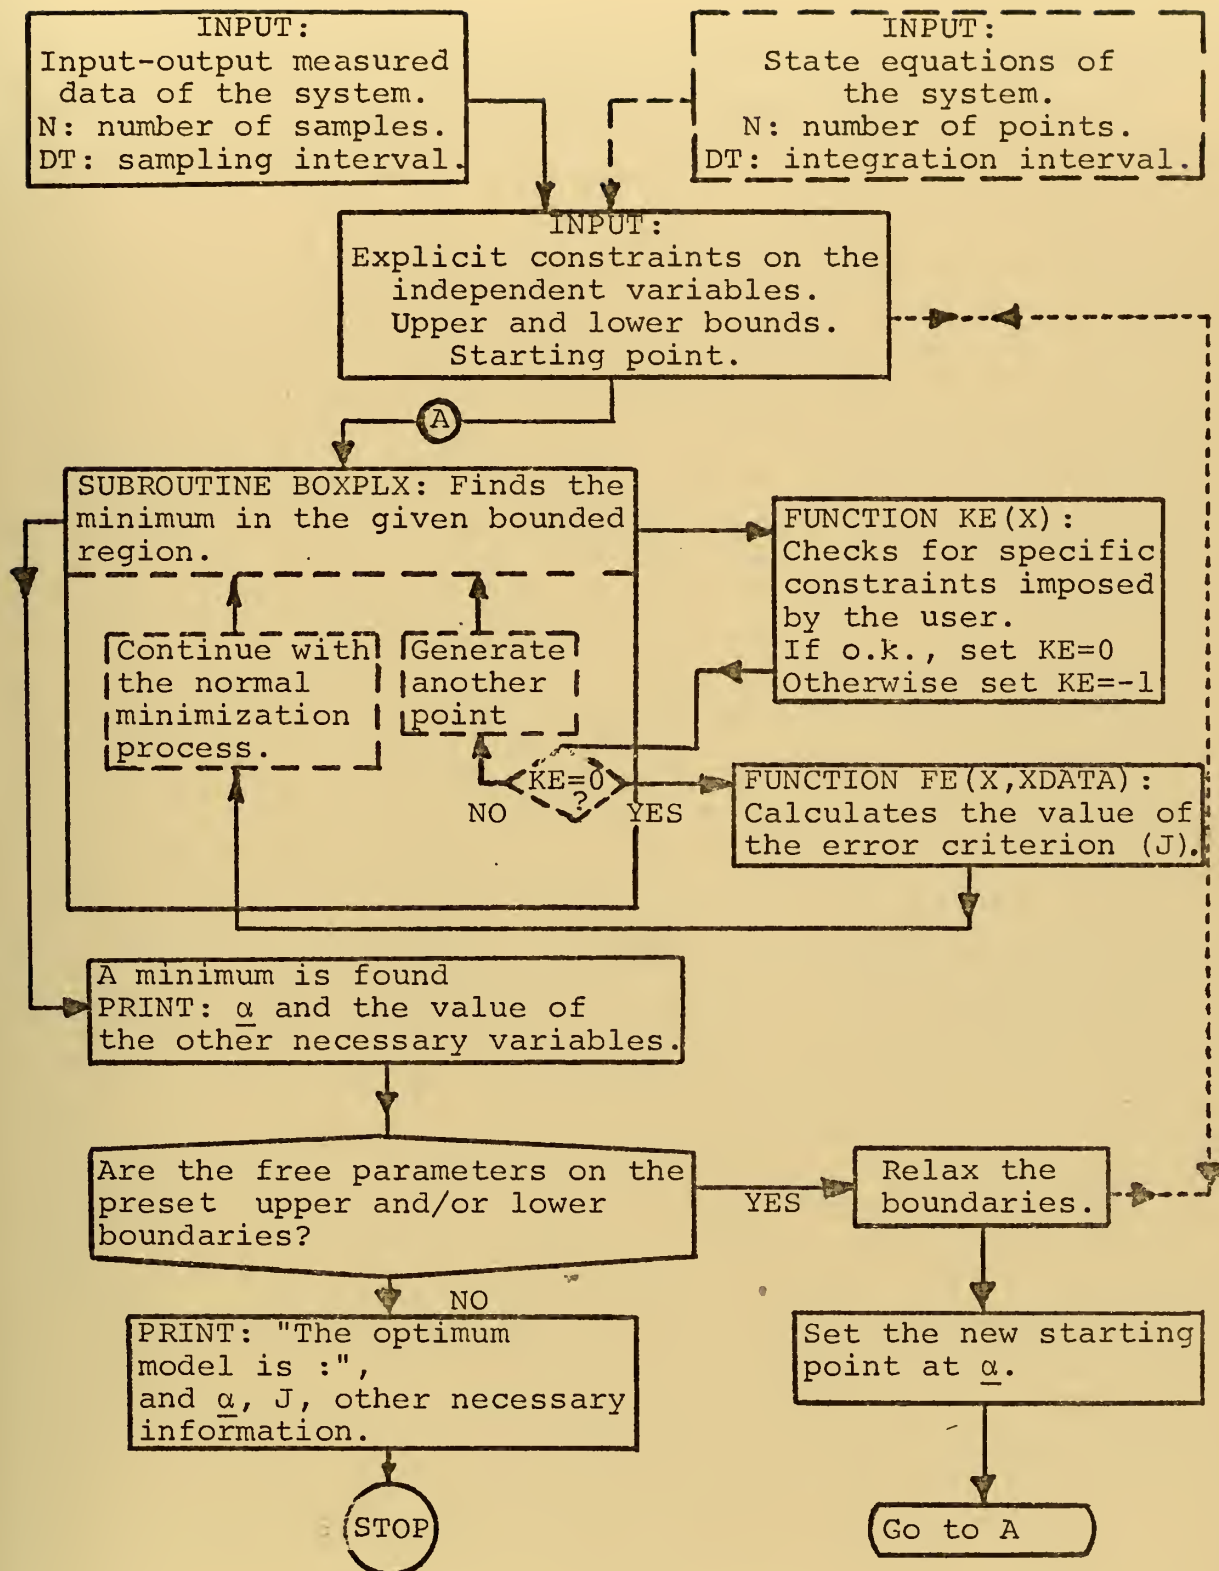 INPUT:
Input-output measured
data of the system.
N: number of samples.
DT: sampling interval.
INPUT:
State equations of
the system.
N: number of points.
DT: integration interval.
INPUT:
Explicit constraints on the
independent variables.
Upper and lower bounds.
Starting point.
A
SUBROUTINE BOXPLX: Finds the
minimum in the given bounded
region.
FUNCTION KE(X):
Checks for specific
constraints imposed
by the user.
If o.k., set KE=0
Otherwise set KE=-1
Continue with
the normal
minimization
process.
Generate
another
point
KE=0
?
NO
YES
FUNCTION FE(X,XDATA):
Calculates the value of
the error criterion (J).
A minimum is found
PRINT: α and the value of
the other necessary variables.
Are the free parameters on the
preset upper and/or lower
boundaries?
YES
Relax the
boundaries.
NO
PRINT: "The optimum
model is :",
and α, J, other necessary
information.
Set the new starting
point at α.
STOP
Go to A